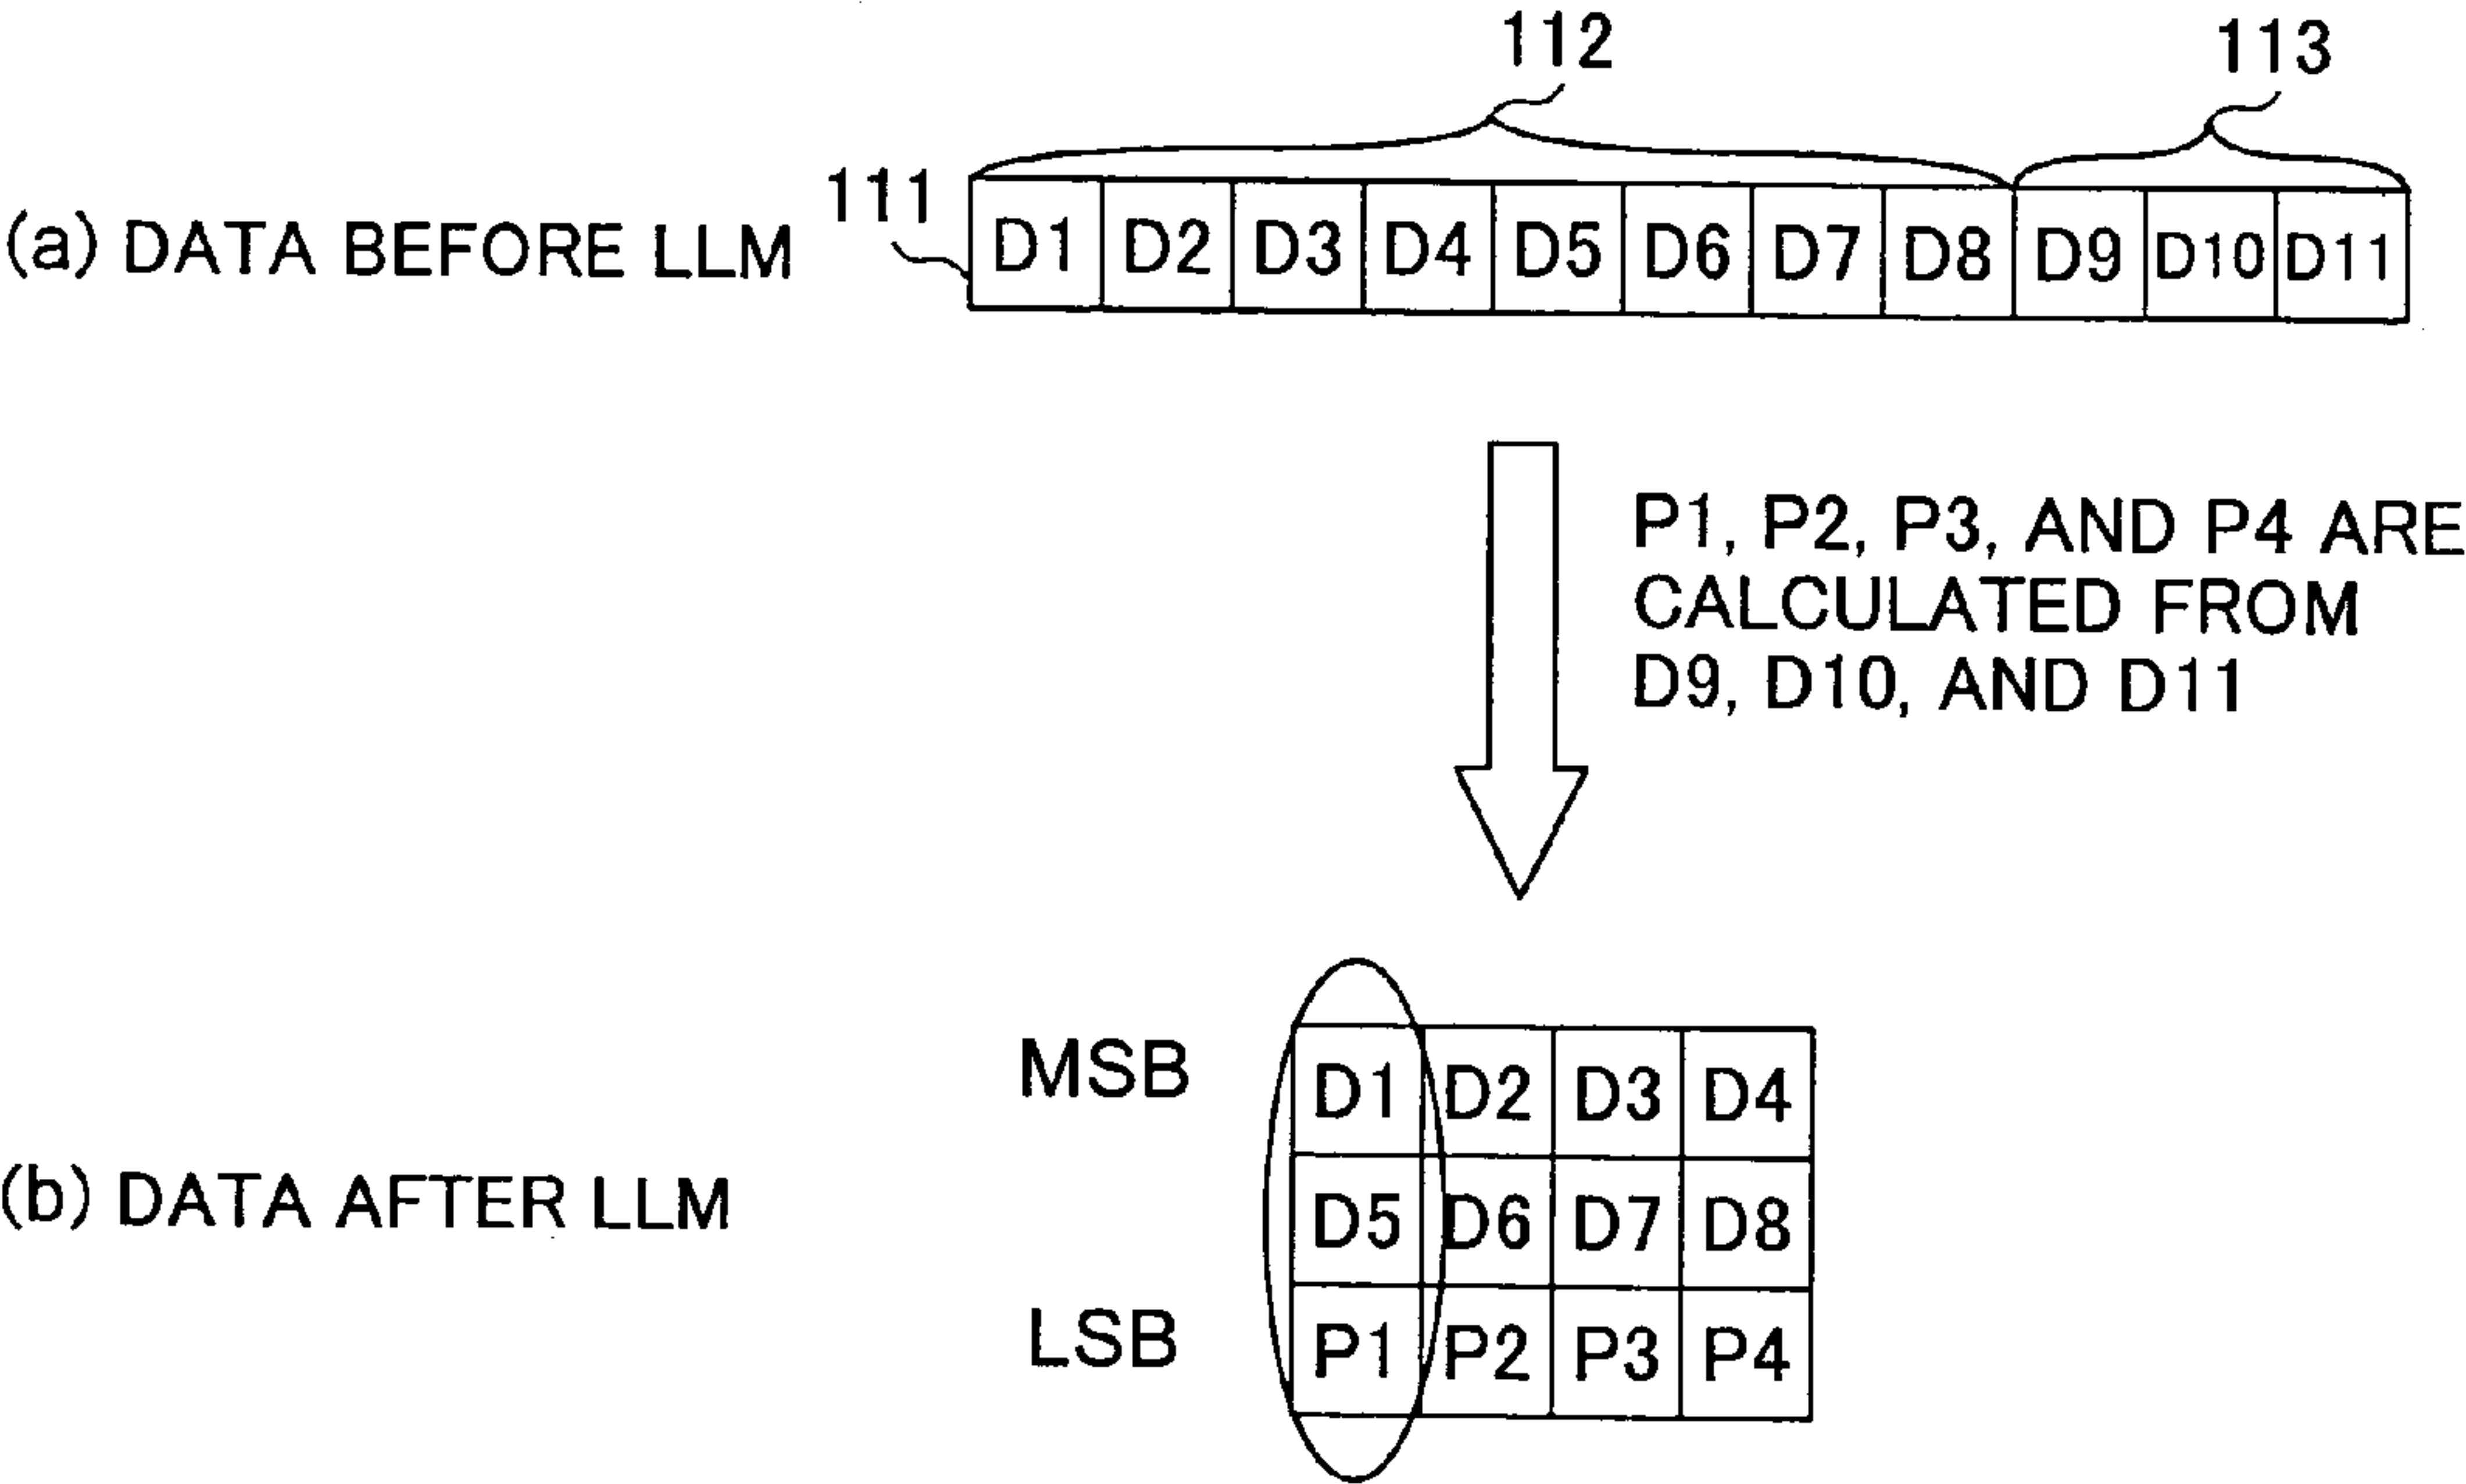 112
113
111
(a) DATA BEFORE LLM
D1 D2 D3 D4 D5 D6 D7 D8 D9 D10 D11
P1, P2, P3, AND P4 ARE
CALCULATED FROM
D9, D10, AND D11
MSB
D1 D2 D3 D4
(b) DATA AFTER LLM
D5 D6 D7 D8
LSB
P1 P2 P3 P4